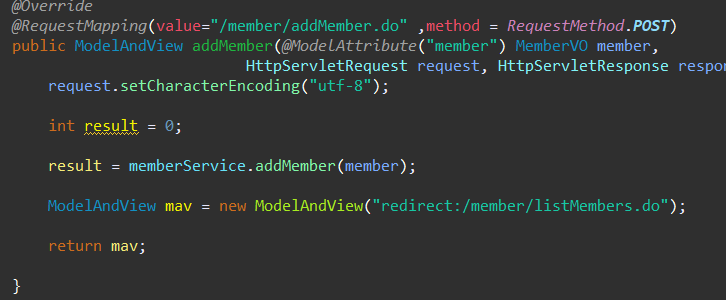 @Override
@RequestMapping(value="/member/addMember.do" ,method = RequestMethod.POST)
public ModelAndView addMember(@ModelAttribute("member") MemberVO member,
HttpServletRequest request, HttpServletResponse respo
request.setCharacterEncoding("utf-8");
int result = 0;
result = memberService.addMember(member);
ModelAndView mav = new ModelAndView("redirect:/member/listMembers.do");
return mav;
}